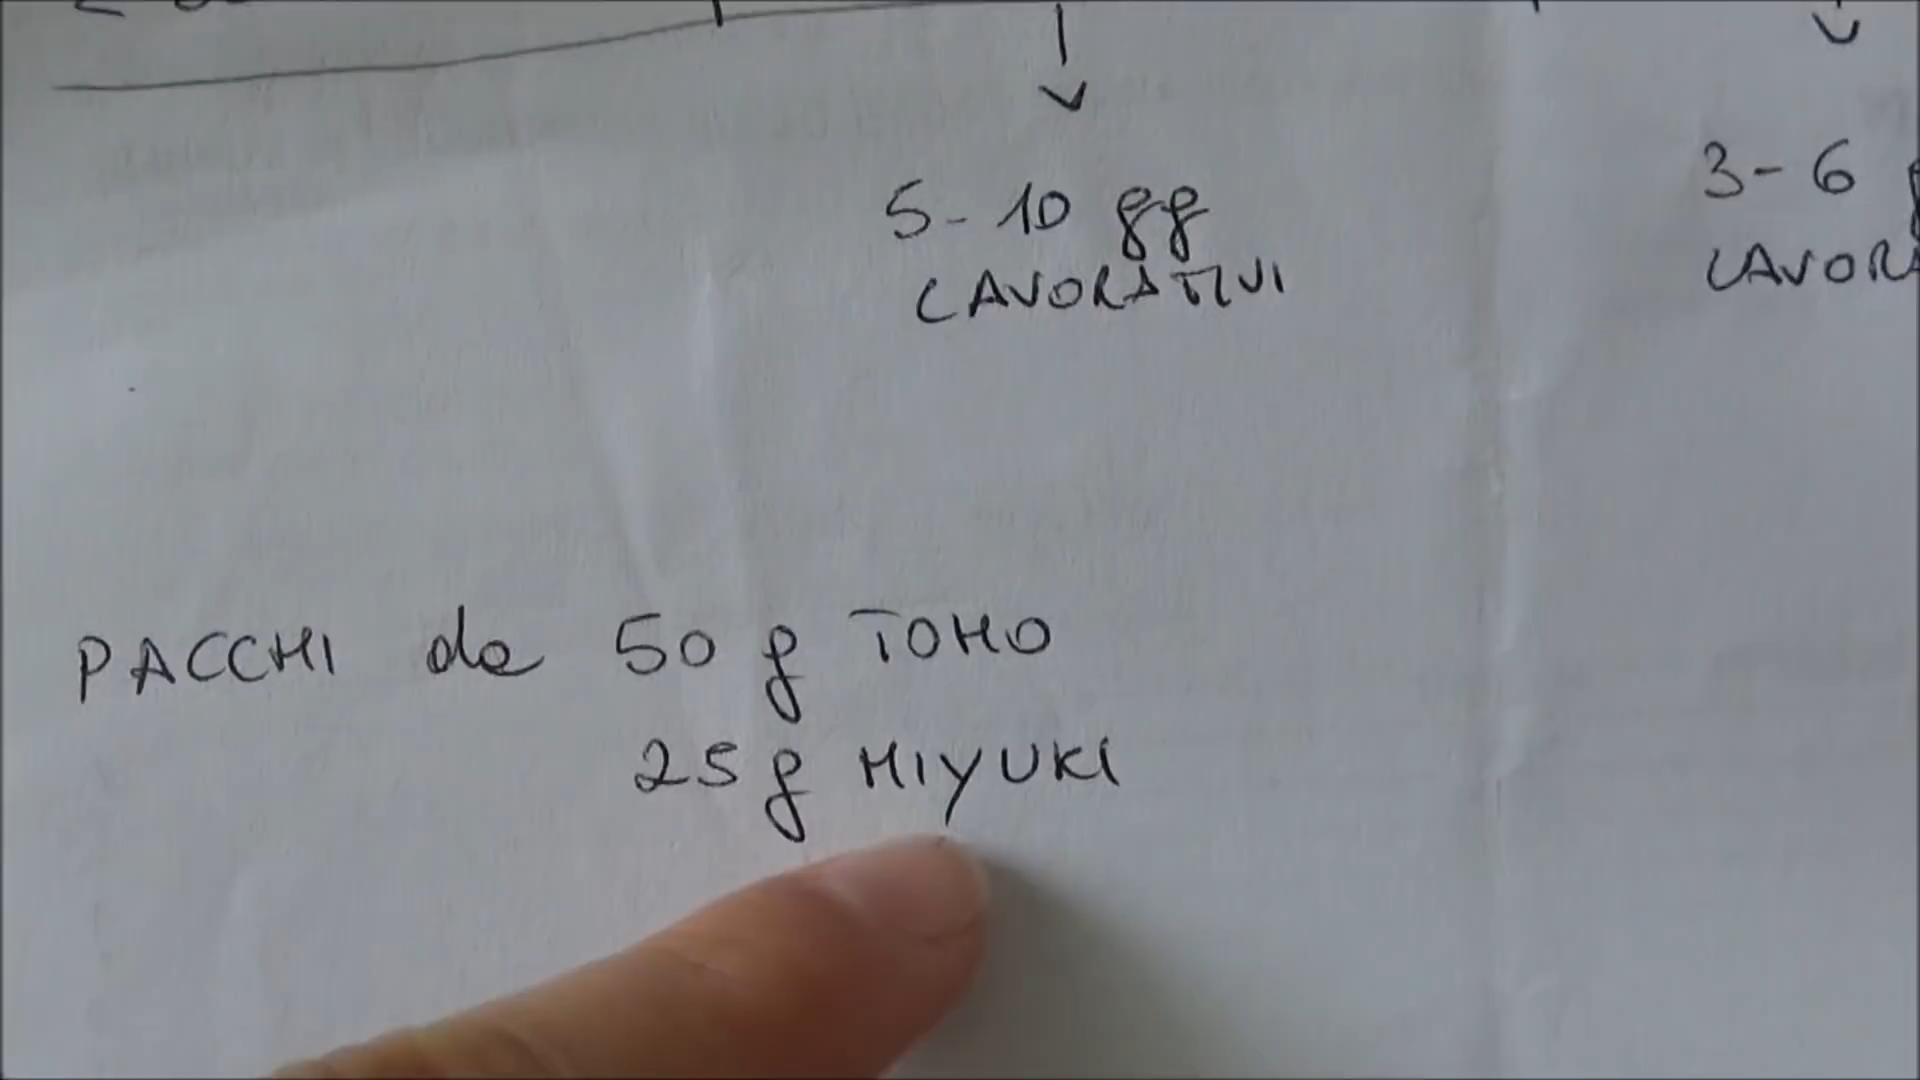 5-10 gg
LAVORATIVI
3-6
PACCHI da 50 g TOHO
25 g MIYUKI